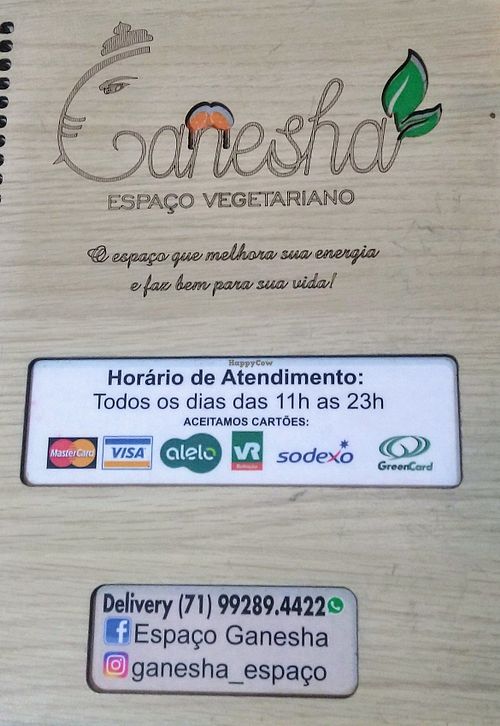 Ganesha
ESPAÇO VEGETARIANO
O espaço que melhora sua energia
e faz bem para sua vida!
HappyCow
Horário de Atendimento:
Todos os dias das 11h as 23h
ACEITAMOS CARTÕES:
MasterCard VISA alelo VR Refeição sodexo GreenCard
Delivery (71) 99289.4422
Espaço Ganesha
ganesha_espaço